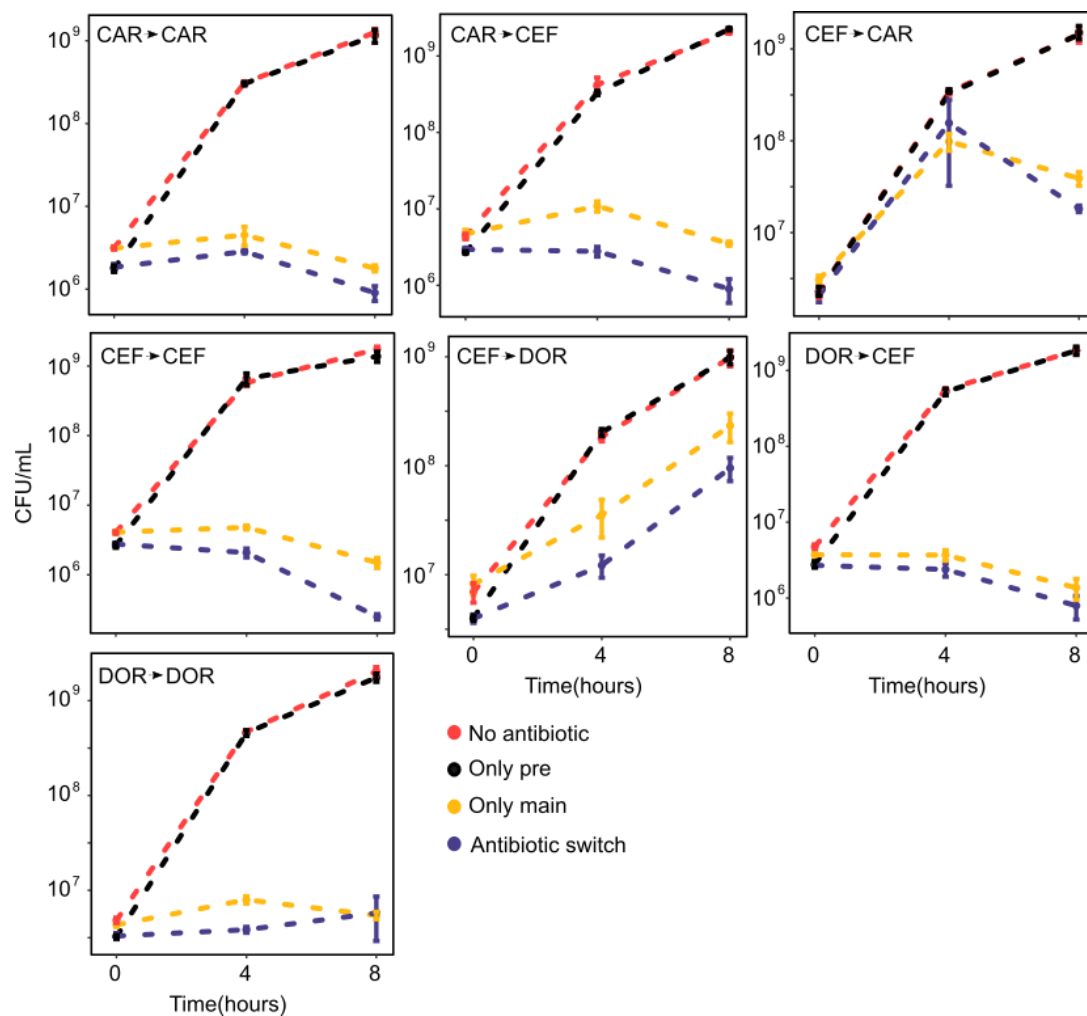 CAR ➤ CAR
10⁹
10⁸
10⁷
10⁶
CAR ➤ CEF
10⁹
10⁸
10⁷
10⁶
CEF ➤ CAR
10⁹
10⁸
10⁷
CFU/mL
CEF ➤ CEF
10⁹
10⁸
10⁷
10⁶
CEF ➤ DOR
10⁹
10⁸
10⁷
0 4 8
Time(hours)
DOR ➤ CEF
10⁹
10⁸
10⁷
10⁶
0 4 8
Time(hours)
DOR ➤ DOR
10⁹
10⁸
10⁷
0 4 8
Time(hours)
No antibiotic
Only pre
Only main
Antibiotic switch